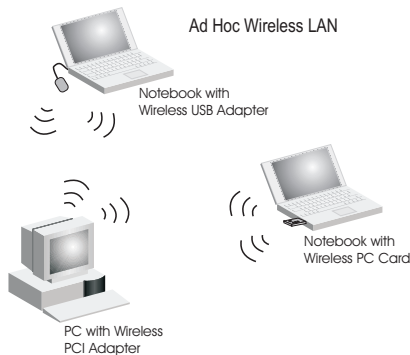 Ad Hoc Wireless LAN
Notebook with
Wireless USB Adapter
Notebook with
Wireless PC Card
PC with Wireless
PCI Adapter